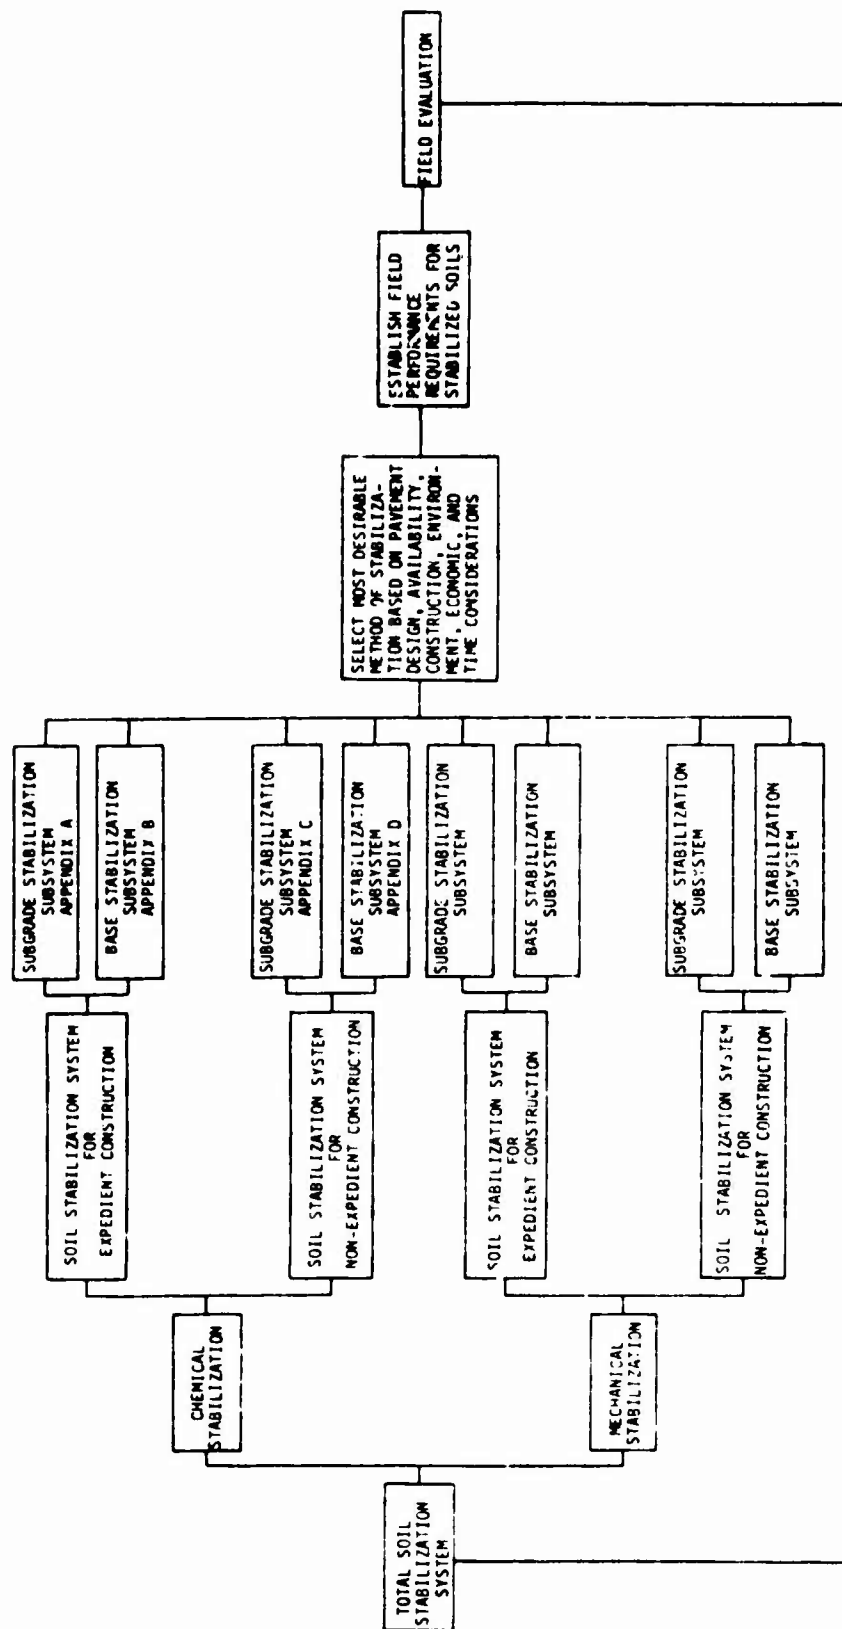 TOTAL SOIL
STABILIZATION
SYSTEM
CHEMICAL
STABILIZATION
MECHANICAL
STABILIZATION
SOIL STABILIZATION SYSTEM
FOR
EXPEDIENT CONSTRUCTION
SOIL STABILIZATION SYSTEM
FOR
NON-EXPEDIENT CONSTRUCTION
SOIL STABILIZATION SYSTEM
FOR
EXPEDIENT CONSTRUCTION
SOIL STABILIZATION SYSTEM
FOR
NON-EXPEDIENT CONSTRUCTION
SUBGRADE STABILIZATION
SUBSYSTEM
APPENDIX A
BASE STABILIZATION
SUBSYSTEM
APPENDIX B
SUBGRADE STABILIZATION
SUBSYSTEM
APPENDIX C
BASE STABILIZATION
SUBSYSTEM
APPENDIX D
SUBGRADE STABILIZATION
SUBSYSTEM
BASE STABILIZATION
SUBSYSTEM
SUBGRADE STABILIZATION
SUBSYSTEM
BASE STABILIZATION
SUBSYSTEM
SELECT MOST DESIRABLE
METHOD OF STABILIZA-
TION BASED ON PAVEMENT
DESIGN, AVAILABILITY,
CONSTRUCTION, ENVIRON-
MENT, ECONOMIC, AND
TIME CONSIDERATIONS
ESTABLISH FIELD
PERFORMANCE
REQUIREMENTS FOR
STABILIZED SOILS
FIELD EVALUATION